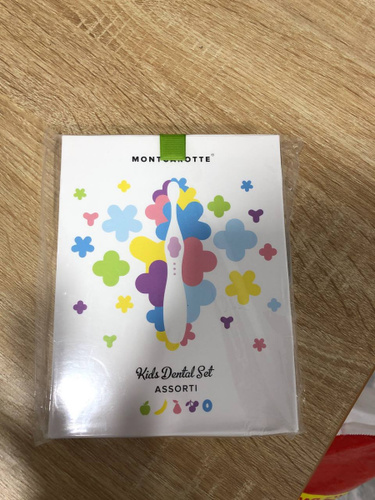 MONTCAROTTE®
Kids Dental Set
ASSORTI